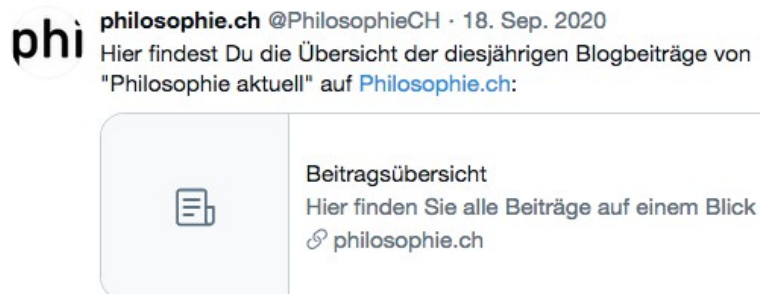 phi
philosophie.ch @PhilosophieCH · 18. Sep. 2020
Hier findest Du die Übersicht der diesjährigen Blogbeiträge von
"Philosophie aktuell" auf Philosophie.ch:
Beitragsübersicht
Hier finden Sie alle Beiträge auf einem Blick
philosophie.ch